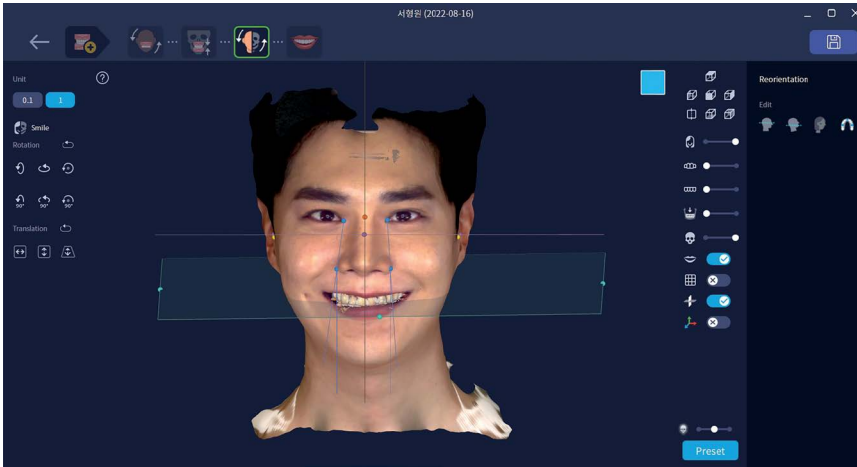 서형원 (2022-08-16)
Unit
0.1 1
Smile
Rotation
90° 90° 90°
Translation
Reorientation
Edit
Preset